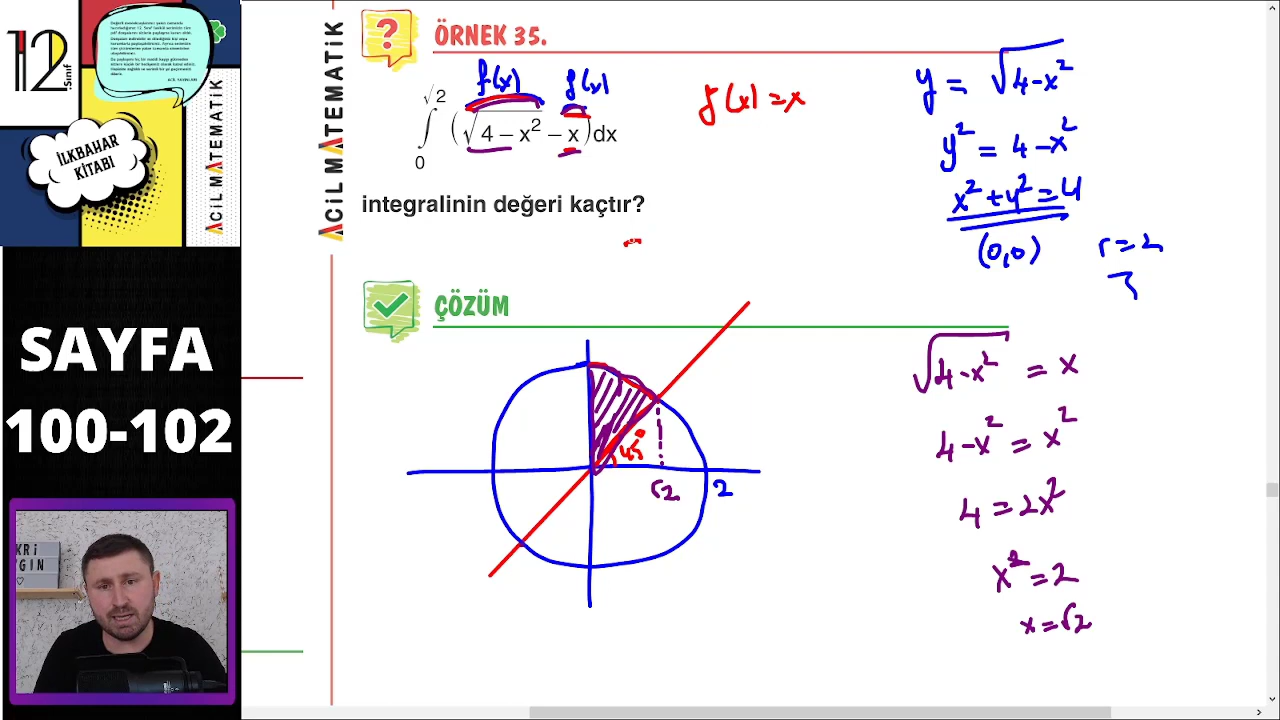 12 .Sınıf
İLKBAHAR
KİTABI
ACİL MATEMATİK
SAYFA
100-102
ACİL MATEMATİK
?
ÖRNEK 35.
f(x) g(x)
∫₀^√2 (√(4 – x²) – x)dx
integralinin değeri kaçtır?
f(x) = x
y = √(4-x²)
y² = 4-x²
x² + y² = 4
(0,0) r = 2
ÇÖZÜM
45°
√2 2
√(4-x²) = x
4-x² = x²
4 = 2x²
x² = 2
x = √2